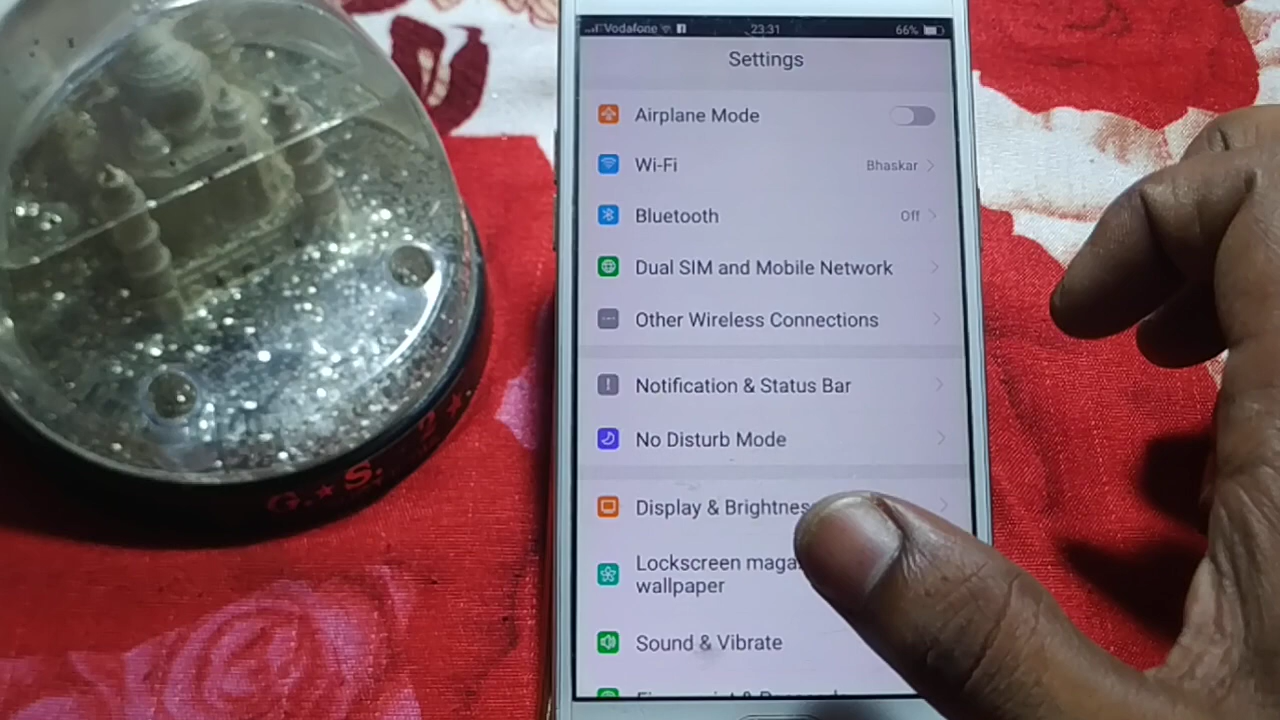 Vodafone 23:31 66%
Settings
Airplane Mode
Wi-Fi Bhaskar
Bluetooth Off
Dual SIM and Mobile Network
Other Wireless Connections
Notification & Status Bar
No Disturb Mode
Display & Brightnes
Lockscreen maga
wallpaper
Sound & Vibrate
G.★S.